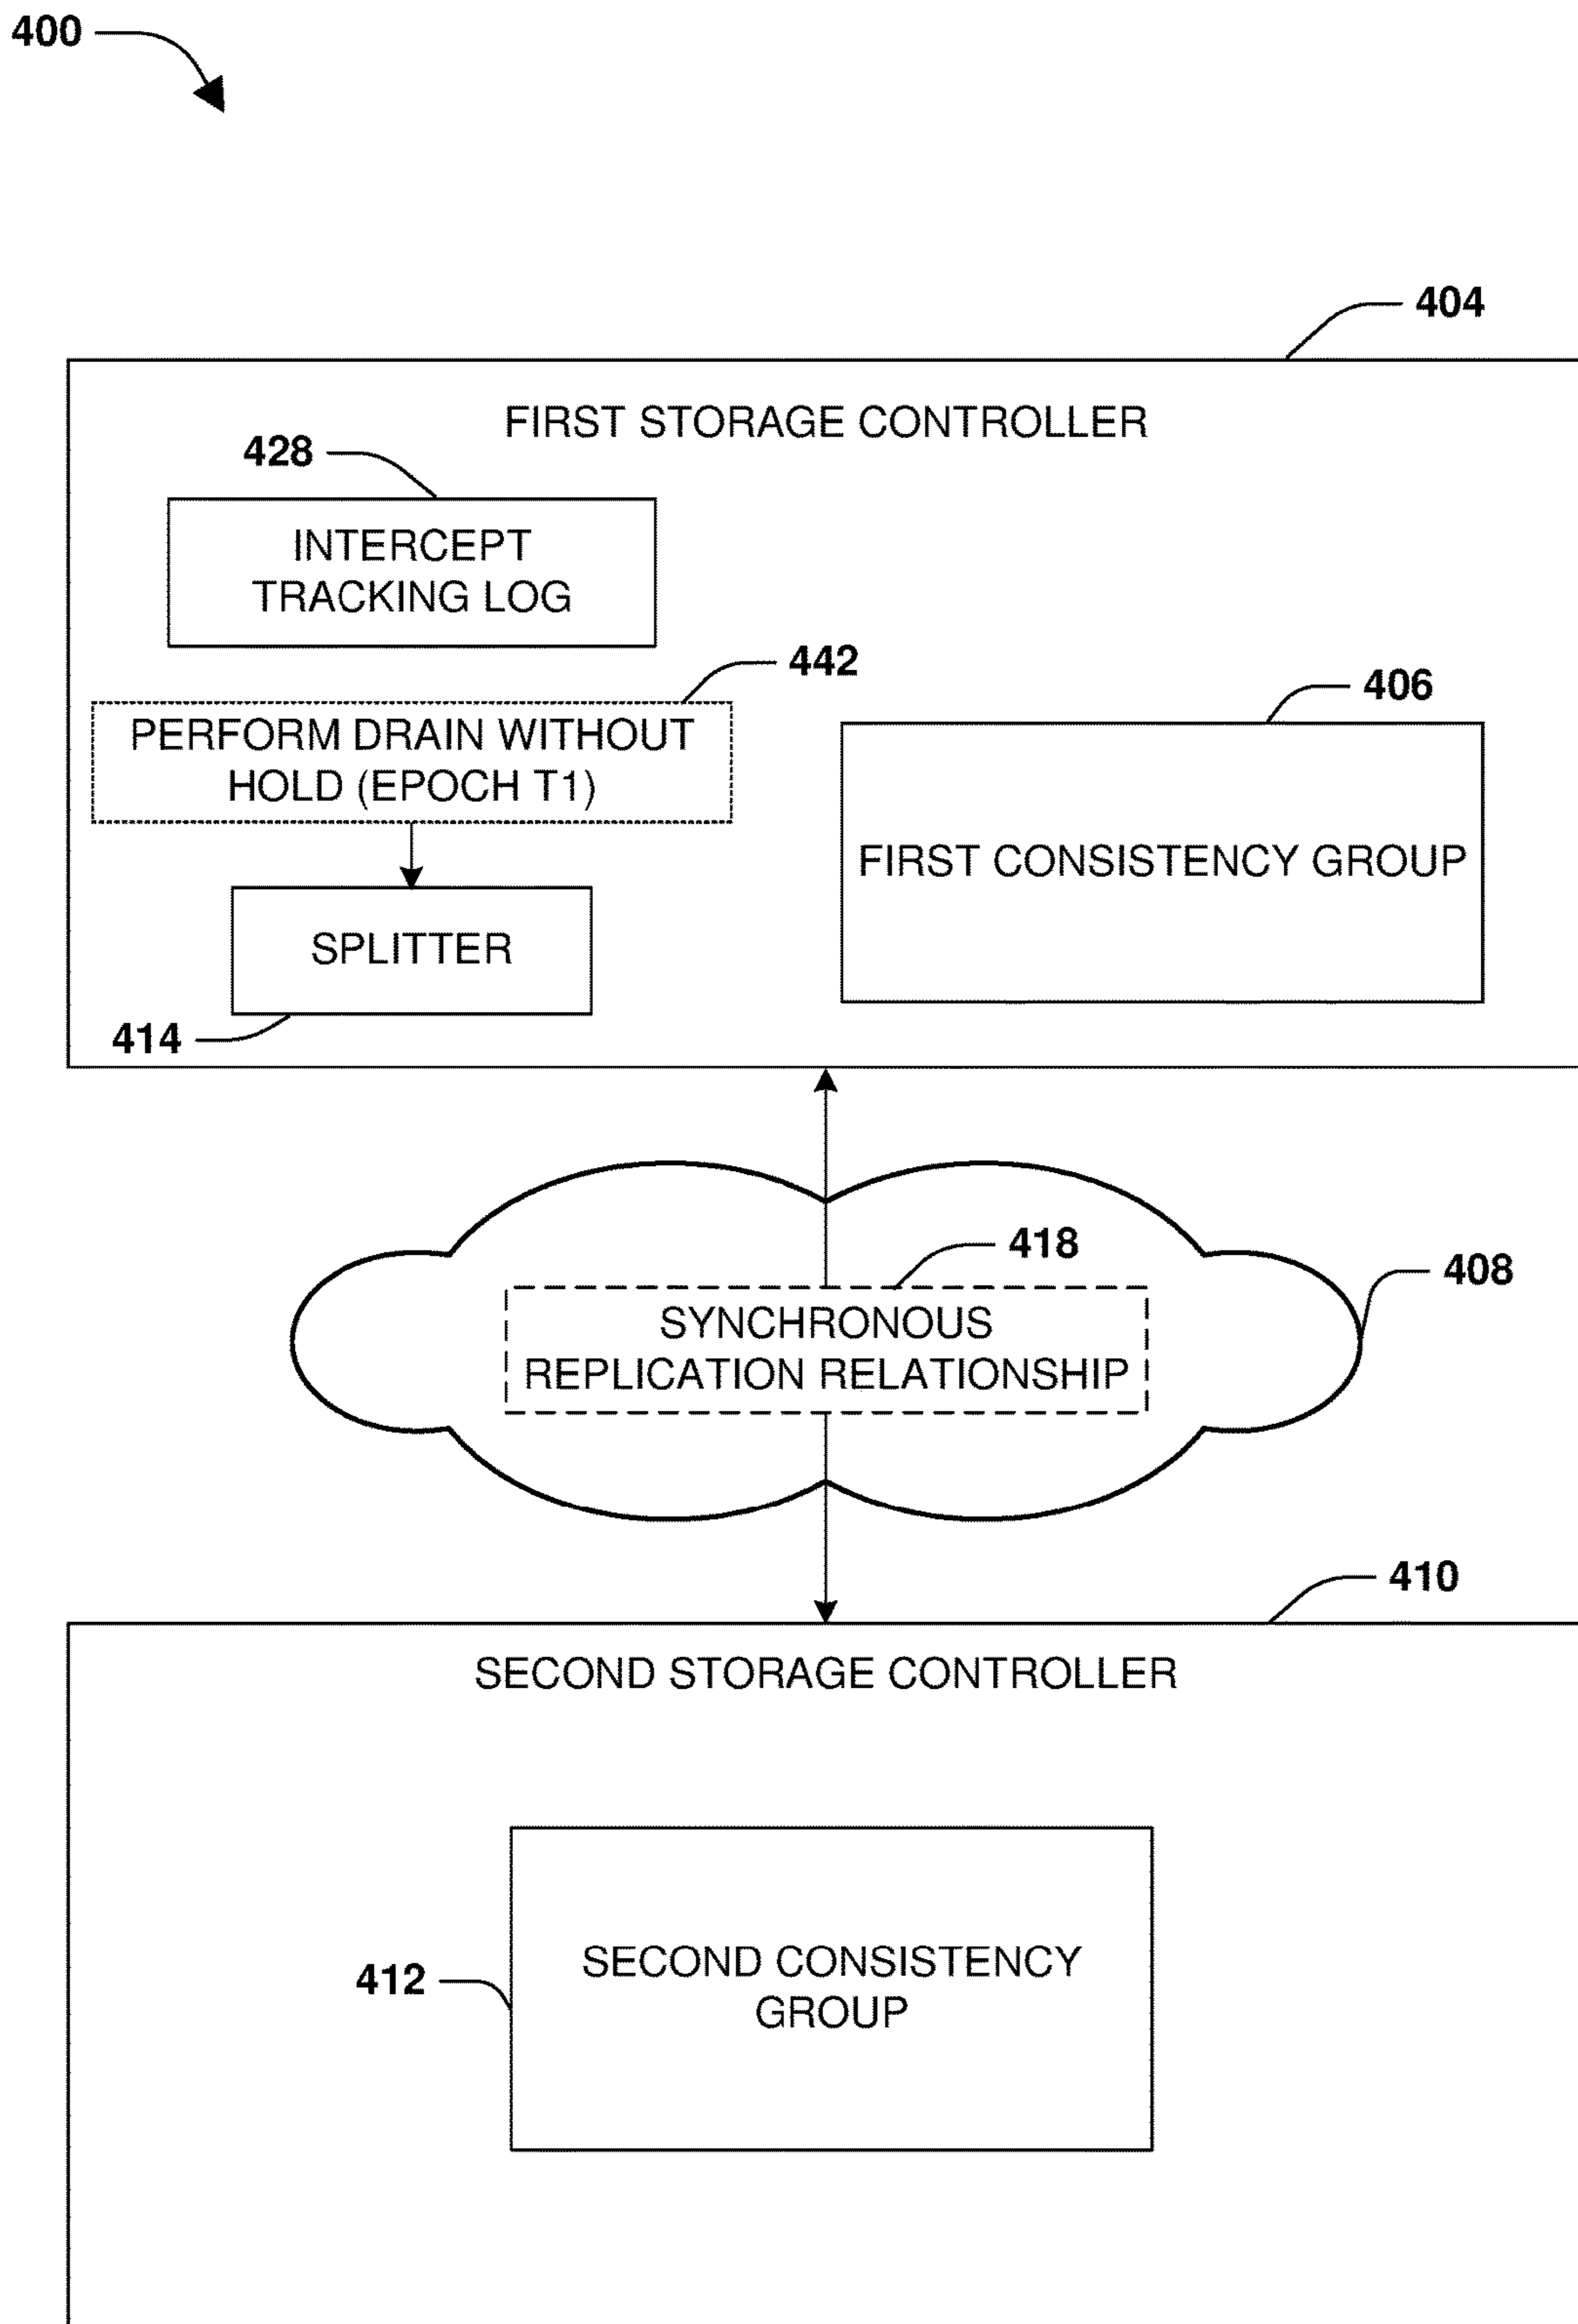 400
404
FIRST STORAGE CONTROLLER
428
INTERCEPT
TRACKING LOG
442
PERFORM DRAIN WITHOUT
HOLD (EPOCH T1)
406
FIRST CONSISTENCY GROUP
SPLITTER
414
418
408
SYNCHRONOUS
REPLICATION RELATIONSHIP
410
SECOND STORAGE CONTROLLER
412
SECOND CONSISTENCY
GROUP